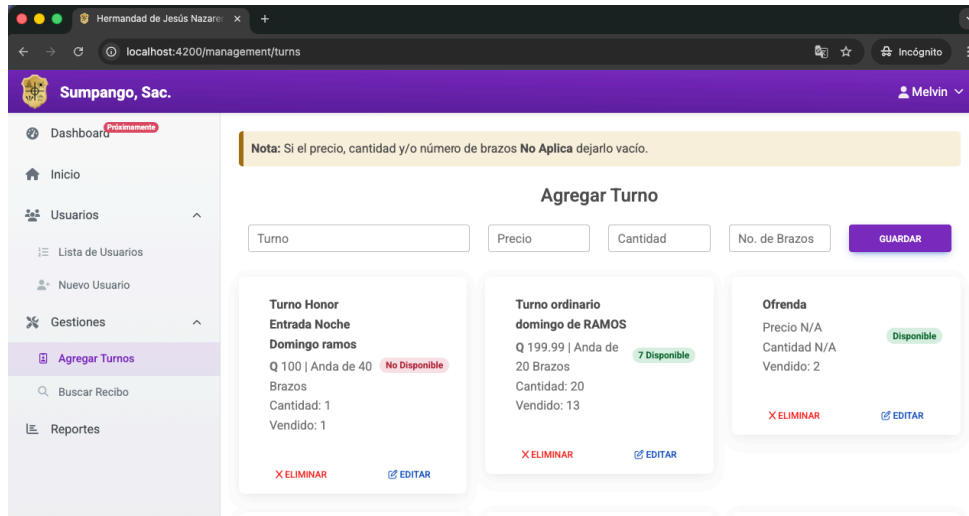 Hermandad de Jesús Nazare
localhost:4200/management/turns
Incógnito
Sumpango, Sac.
Melvin
Dashboard
Próximamente
Inicio
Usuarios
Lista de Usuarios
Nuevo Usuario
Gestiones
Agregar Turnos
Buscar Recibo
Reportes
Nota: Si el precio, cantidad y/o número de brazos No Aplica dejarlo vacío.
Agregar Turno
Turno
Precio
Cantidad
No. de Brazos
GUARDAR
Turno Honor
Entrada Noche
Domingo ramos
Q 100 | Anda de 40
Brazos
Cantidad: 1
Vendido: 1
No Disponible
ELIMINAR
EDITAR
Turno ordinario
domingo de RAMOS
Q 199.99 | Anda de
20 Brazos
Cantidad: 20
Vendido: 13
7 Disponible
ELIMINAR
EDITAR
Ofrenda
Precio N/A
Cantidad N/A
Vendido: 2
Disponible
ELIMINAR
EDITAR